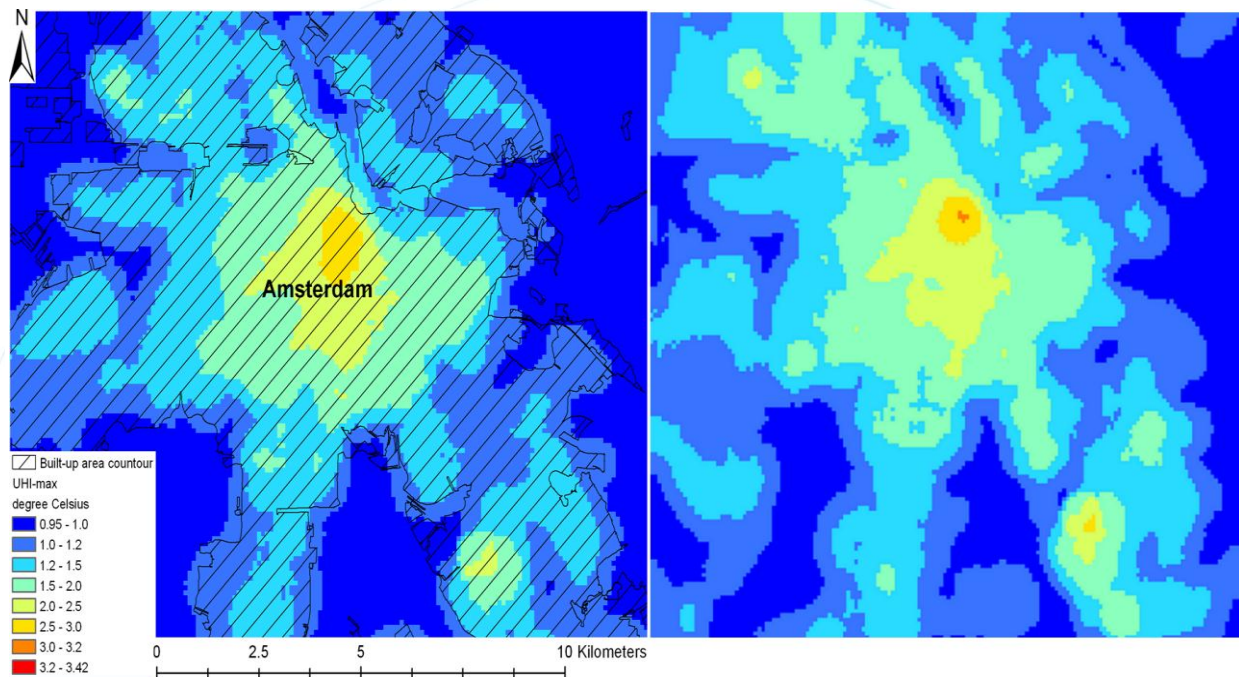 N
Amsterdam
Built-up area countour
UHI-max
degree Celsius
0.95 - 1.0
1.0 - 1.2
1.2 - 1.5
1.5 - 2.0
2.0 - 2.5
2.5 - 3.0
3.0 - 3.2
3.2 - 3.42
0 2.5 5 10 Kilometers